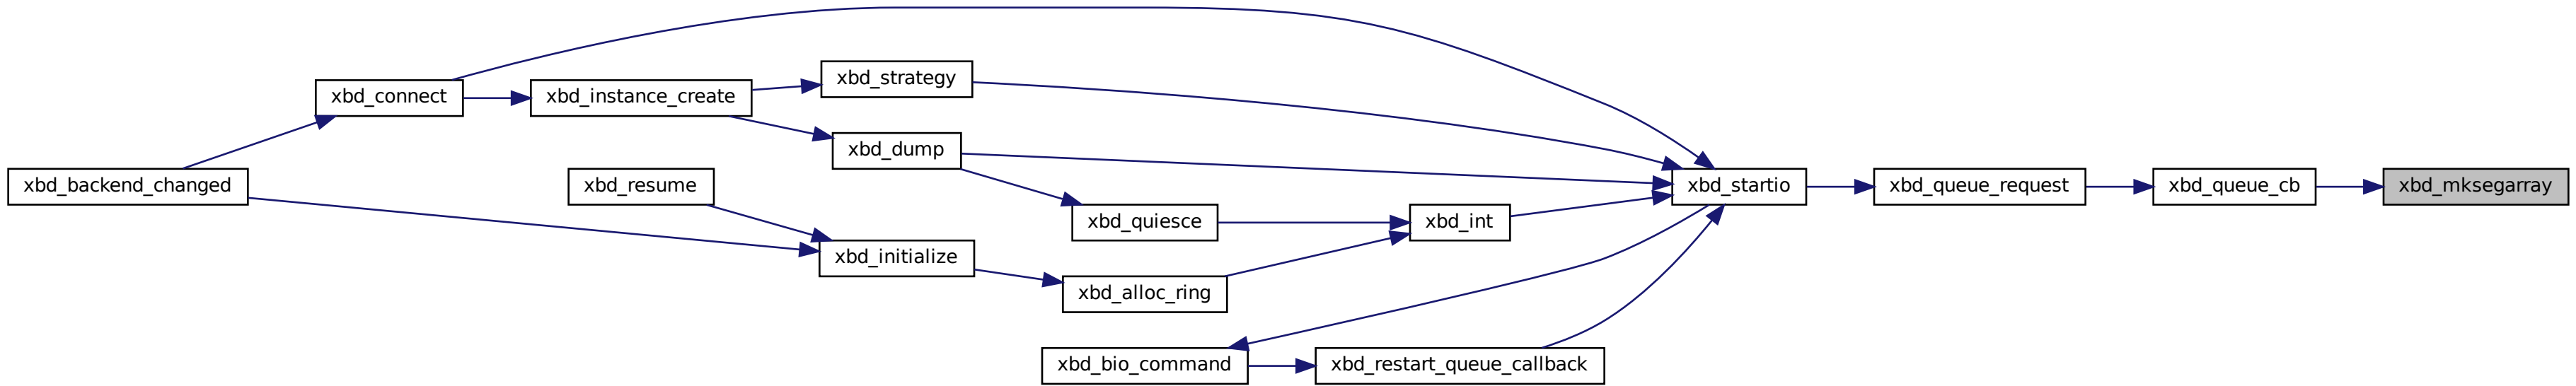 xbd_strategy
xbd_connect
xbd_instance_create
xbd_dump
xbd_backend_changed
xbd_resume
xbd_startio
xbd_queue_request
xbd_queue_cb
xbd_mksegarray
xbd_quiesce
xbd_int
xbd_initialize
xbd_alloc_ring
xbd_bio_command
xbd_restart_queue_callback